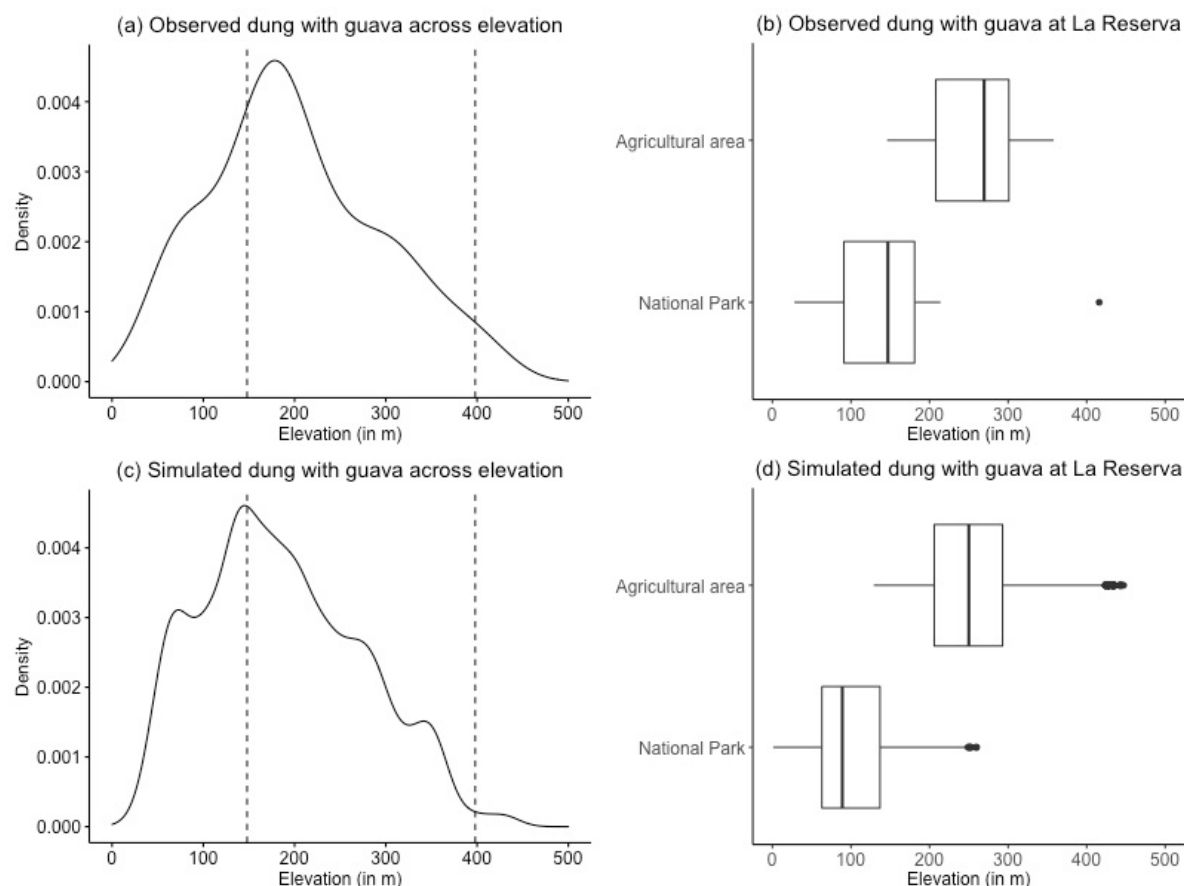 (a) Observed dung with guava across elevation
Density
0.004
0.003
0.002
0.001
0.000
0 100 200 300 400 500
Elevation (in m)
(b) Observed dung with guava at La Reserva
Agricultural area
National Park
0 100 200 300 400 500
Elevation (in m)
(c) Simulated dung with guava across elevation
Density
0.004
0.003
0.002
0.001
0.000
0 100 200 300 400 500
Elevation (in m)
(d) Simulated dung with guava at La Reserva
Agricultural area
National Park
0 100 200 300 400 500
Elevation (in m)